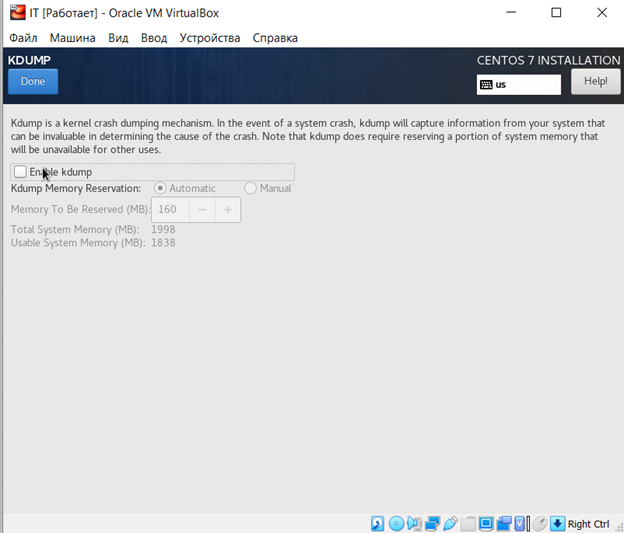 IT [Работает] - Oracle VM VirtualBox
Файл Машина Вид Ввод Устройства Справка
KDUMP
CENTOS 7 INSTALLATION
Done
us
Help!
Kdump is a kernel crash dumping mechanism. In the event of a system crash, kdump will capture information from your system that
can be invaluable in determining the cause of the crash. Note that kdump does require reserving a portion of system memory that
will be unavailable for other uses.
Enable kdump
Kdump Memory Reservation: Automatic Manual
Memory To Be Reserved (MB): 160 − +
Total System Memory (MB): 1998
Usable System Memory (MB): 1838
Right Ctrl